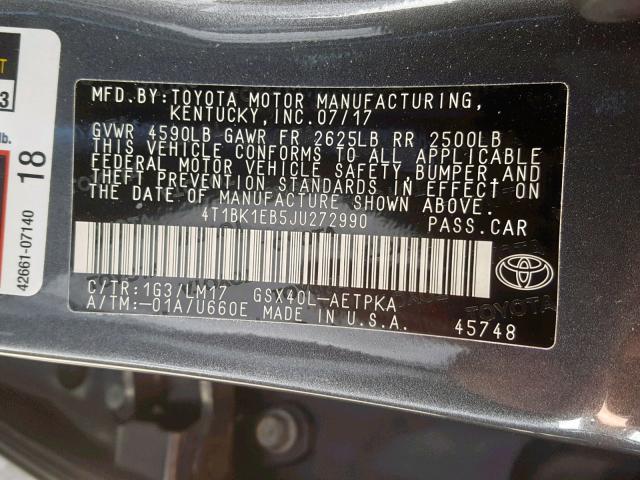 MFD.BY:TOYOTA MOTOR MANUFACTURING,
KENTUCKY,INC.07/17
GVWR 4590LB GAWR FR 2625LB RR 2500LB
THIS VEHICLE CONFORMS TO ALL APPLICABLE
FEDERAL MOTOR VEHICLE SAFETY,BUMPER,AND
THEFT PREVENTION STANDARDS IN EFFECT ON
THE DATE OF MANUFACTURE SHOWN ABOVE.
4T1BK1EB5JU272990 PASS.CAR
C/TR:1G3/LM17 GSX40L-AETPKA
A/TM:-01A/U660E MADE IN U.S.A.
45748
TOYOTA
3
lb.
18
42661-07140